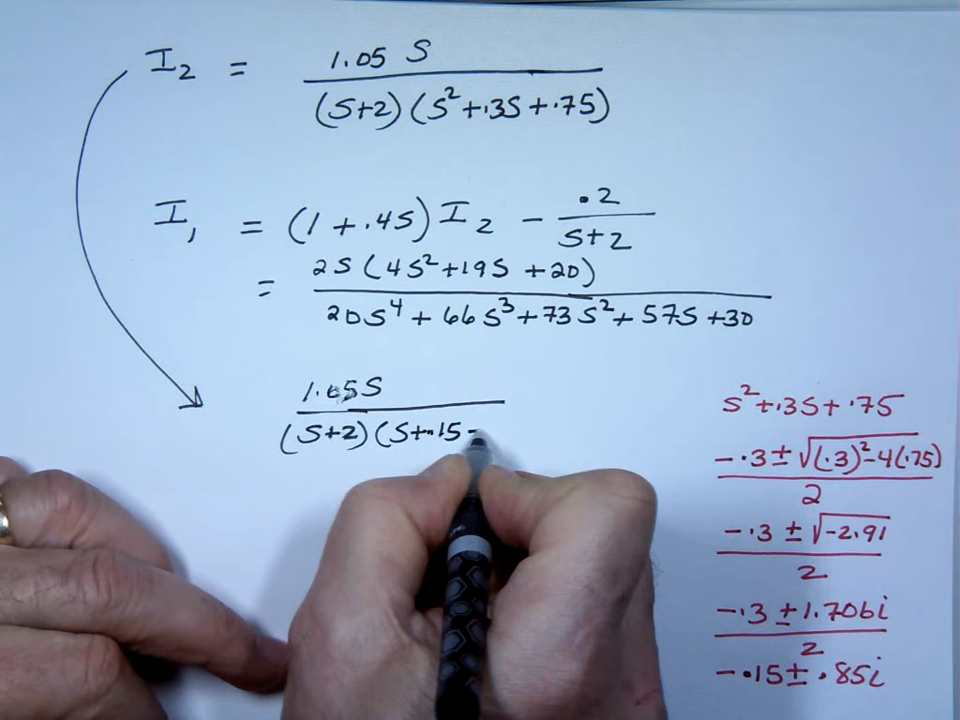 I₂ = 1.05 S / (S+2)(S²+.3S+.75)
I₁ = (1+.4S) I₂ − .2 / S+2
= 2S(4S²+19S+20) / 20S⁴+66S³+73S²+57S+30
1.05S / (S+2)(S+.15-
S²+.3S+.75
-.3±√(.3)²-4(.75) / 2
-.3 ± √-2.91 / 2
-.3 ± 1.706i / 2
-.15± .85i